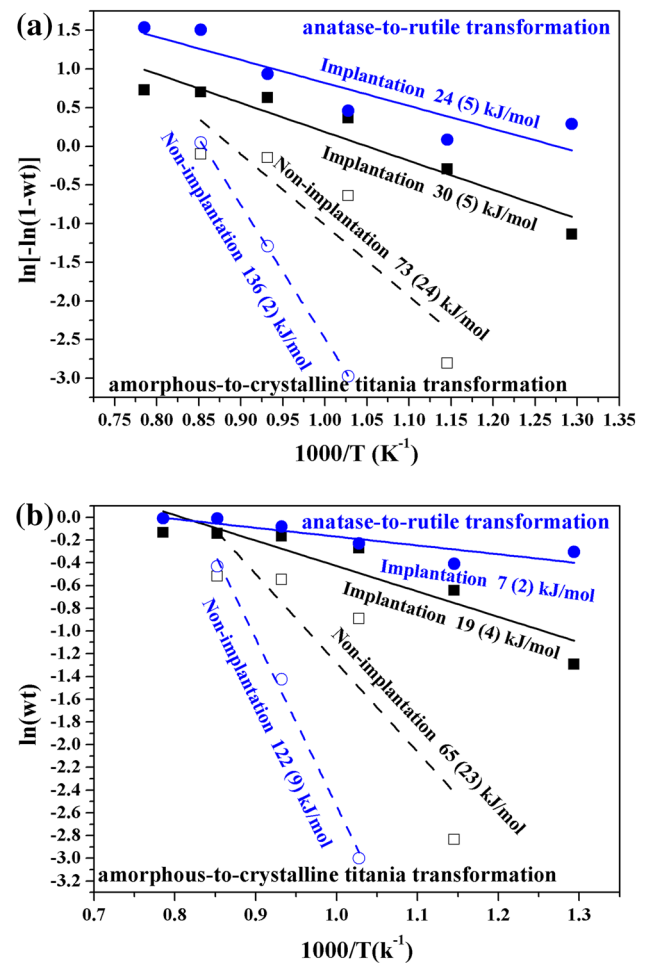 (a)
anatase-to-rutile transformation
1.5
1.0
0.5
0.0
-0.5
-1.0
-1.5
-2.0
-2.5
-3.0
ln[-ln(1-wt)]
Implantation 24 (5) kJ/mol
Implantation 30 (5) kJ/mol
Non-implantation 73 (24) kJ/mol
Non-implantation 136 (2) kJ/mol
amorphous-to-crystalline titania transformation
0.75 0.80 0.85 0.90 0.95 1.00 1.05 1.10 1.15 1.20 1.25 1.30 1.35
1000/T (K-1)
(b)
anatase-to-rutile transformation
0.0
-0.2
-0.4
-0.6
-0.8
-1.0
-1.2
-1.4
-1.6
-1.8
-2.0
-2.2
-2.4
-2.6
-2.8
-3.0
-3.2
ln(wt)
Implantation 7 (2) kJ/mol
Implantation 19 (4) kJ/mol
Non-implantation 65 (23) kJ/mol
Non-implantation 122 (9) kJ/mol
amorphous-to-crystalline titania transformation
0.7 0.8 0.9 1.0 1.1 1.2 1.3
1000/T(k-1)